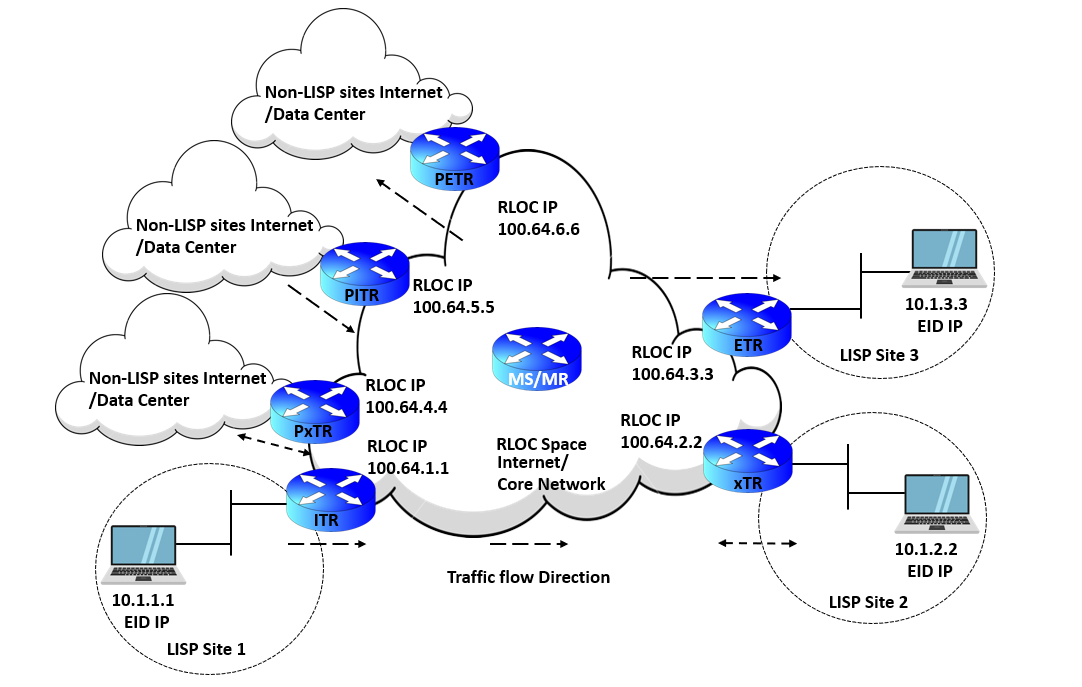 Non-LISP sites Internet
/Data Center
PETR
RLOC IP
100.64.6.6
Non-LISP sites Internet
/Data Center
PITR
RLOC IP
100.64.5.5
10.1.3.3
EID IP
ETR
LISP Site 3
RLOC IP
100.64.3.3
MS/MR
Non-LISP sites Internet
/Data Center
PxTR
RLOC IP
100.64.4.4
RLOC IP
100.64.2.2
RLOC IP
100.64.1.1
RLOC Space
Internet/
Core Network
xTR
ITR
10.1.2.2
EID IP
LISP Site 2
Traffic flow Direction
10.1.1.1
EID IP
LISP Site 1